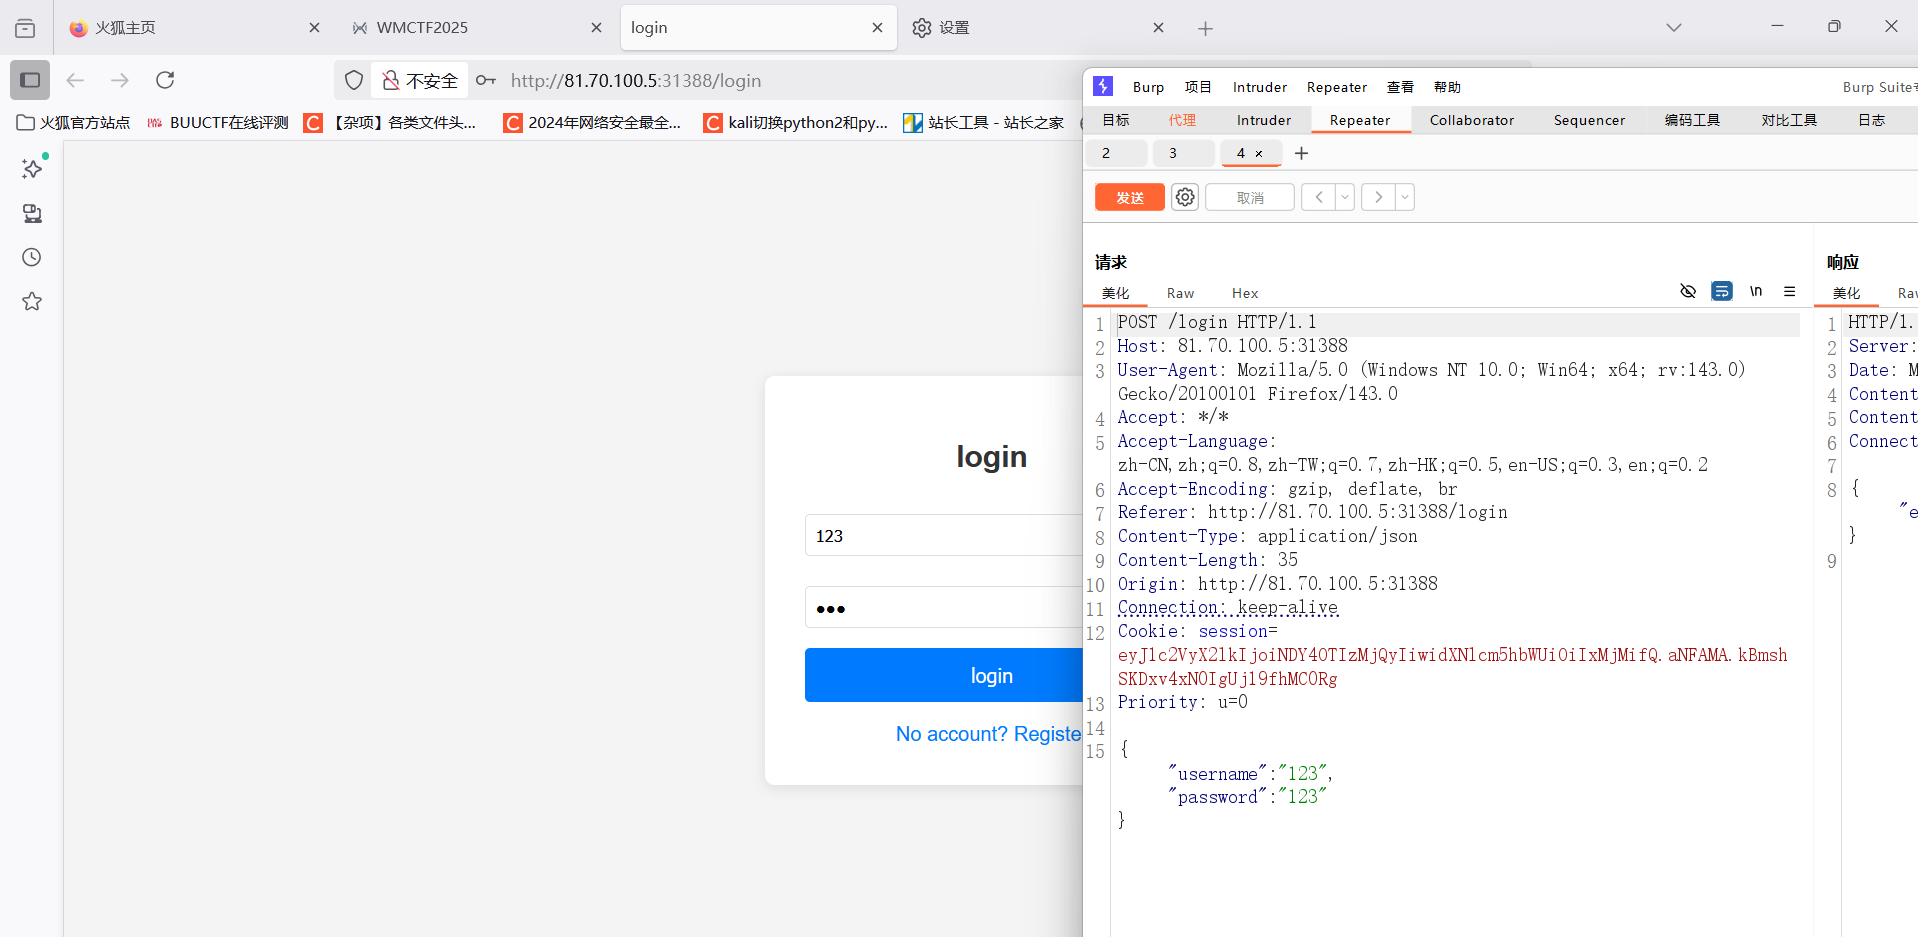 火狐主页
WMCTF2025
login
设置
不安全
http://81.70.100.5:31388/login
火狐官方站点
BUUCTF在线评测
【杂项】各类文件头...
2024年网络安全最全...
kali切换python2和py...
站长工具 - 站长之家
login
123
login
No account? Registe
Burp 项目 Intruder Repeater 查看 帮助
Burp Suite专
目标 代理 Intruder Repeater Collaborator Sequencer 编码工具 对比工具 日志
2 3 4 × +
发送 取消
请求
美化 Raw Hex
\n
1 POST /login HTTP/1.1
2 Host: 81.70.100.5:31388
3 User-Agent: Mozilla/5.0 (Windows NT 10.0; Win64; x64; rv:143.0)
Gecko/20100101 Firefox/143.0
4 Accept: */*
5 Accept-Language:
zh-CN,zh;q=0.8,zh-TW;q=0.7,zh-HK;q=0.5,en-US;q=0.3,en;q=0.2
6 Accept-Encoding: gzip, deflate, br
7 Referer: http://81.70.100.5:31388/login
8 Content-Type: application/json
9 Content-Length: 35
10 Origin: http://81.70.100.5:31388
11 Connection: keep-alive
12 Cookie: session=
eyJ1c2VyX2lkIjoiNDY4OTIzMjQyIiwidXNlcm5hbWUiOiIxMjMifQ.aNFAMA.kBmsh
SKDxv4xNOIgUjl9fhMCORg
13 Priority: u=0
14
15 {
"username":"123",
"password":"123"
}
响应
美化 Raw
1 HTTP/1.
2 Server:
3 Date: M
4 Content
5 Content
6 Connect
7
8 {
"e
}
9